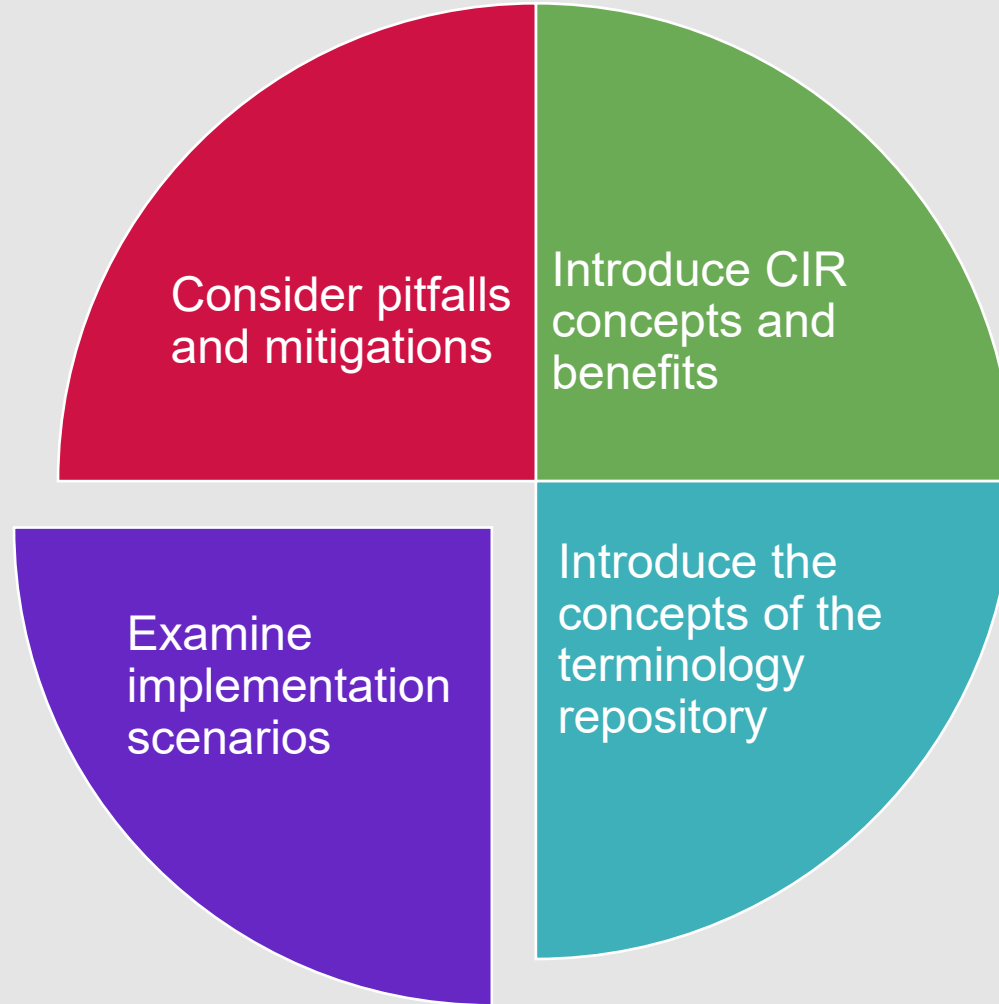 Consider pitfalls
and mitigations
Introduce CIR
concepts and
benefits
Examine
implementation
scenarios
Introduce the
concepts of the
terminology
repository